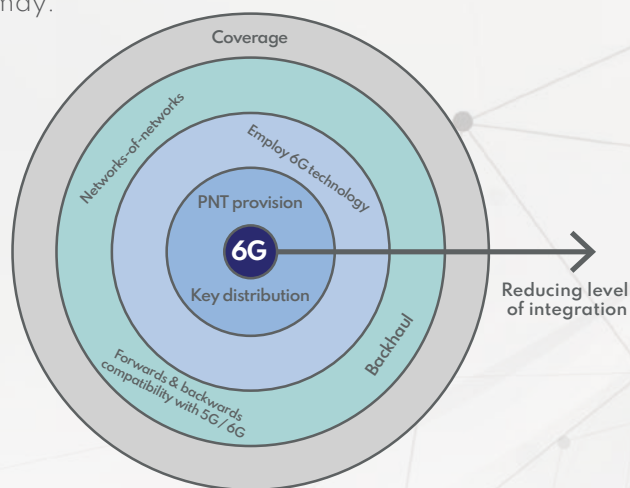 may.
Coverage
Networks-of-networks
Employ 6G technology
PNT provision
6G
Key distribution
Reducing level
of integration
Backhaul
Forwards & backwards
compatibility with 5G / 6G